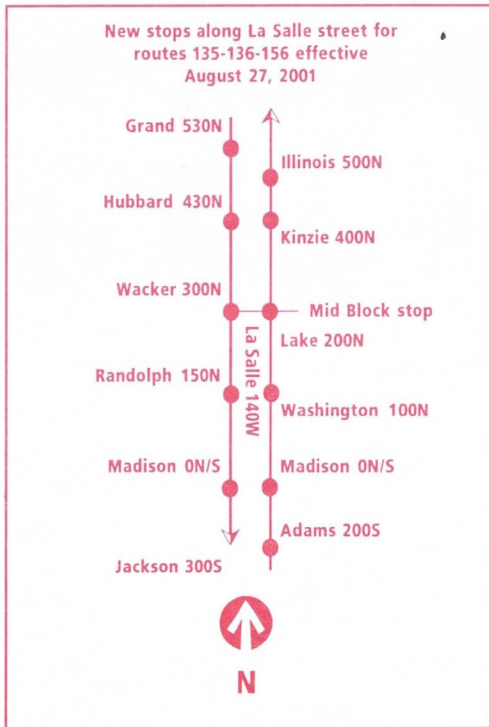 New stops along La Salle street for
routes 135-136-156 effective
August 27, 2001
Grand 530N
Illinois 500N
Hubbard 430N
Kinzie 400N
Wacker 300N
Mid Block stop
Lake 200N
La Salle 140W
Randolph 150N
Washington 100N
Madison 0N/S
Madison 0N/S
Adams 200S
Jackson 300S
N